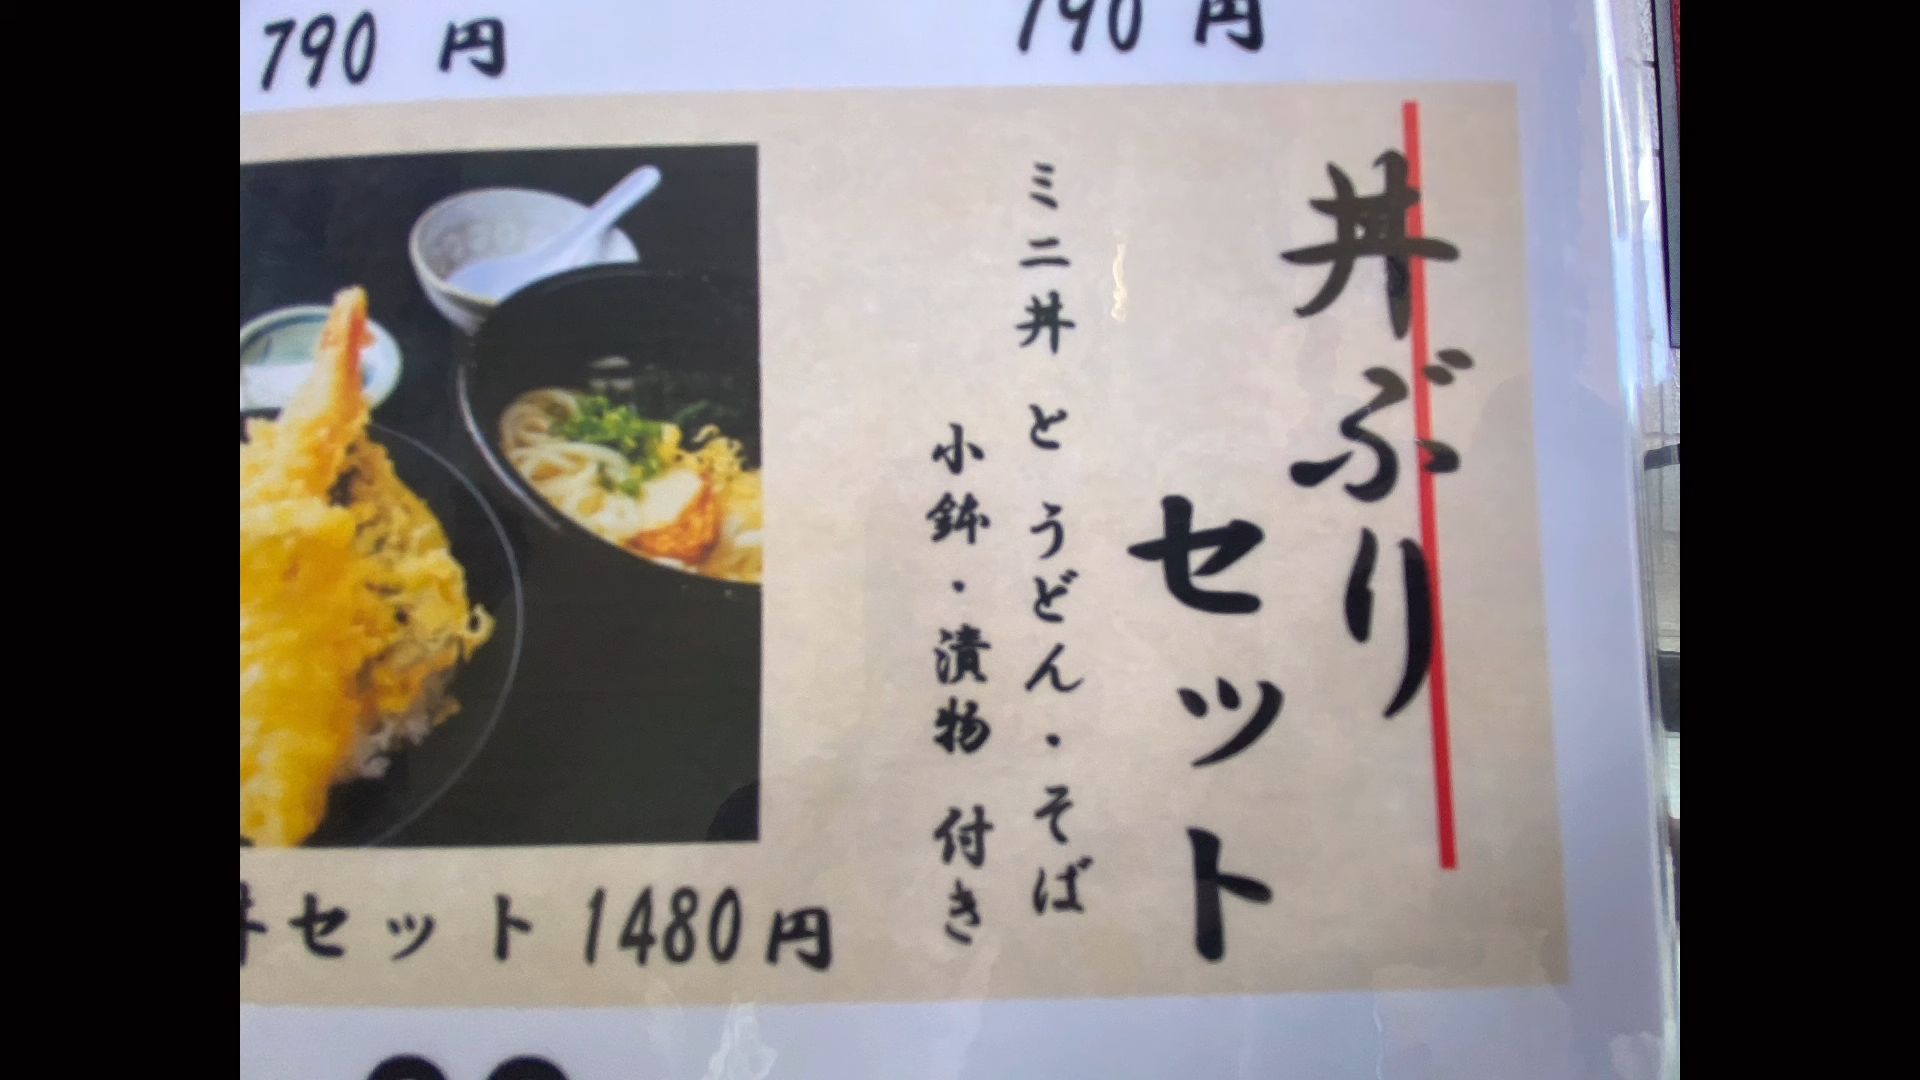 790 円
790 円
丼ぶり
セット
ミニ丼 と うどん・そば
小鉢・漬物 付き
丼セット 1480円